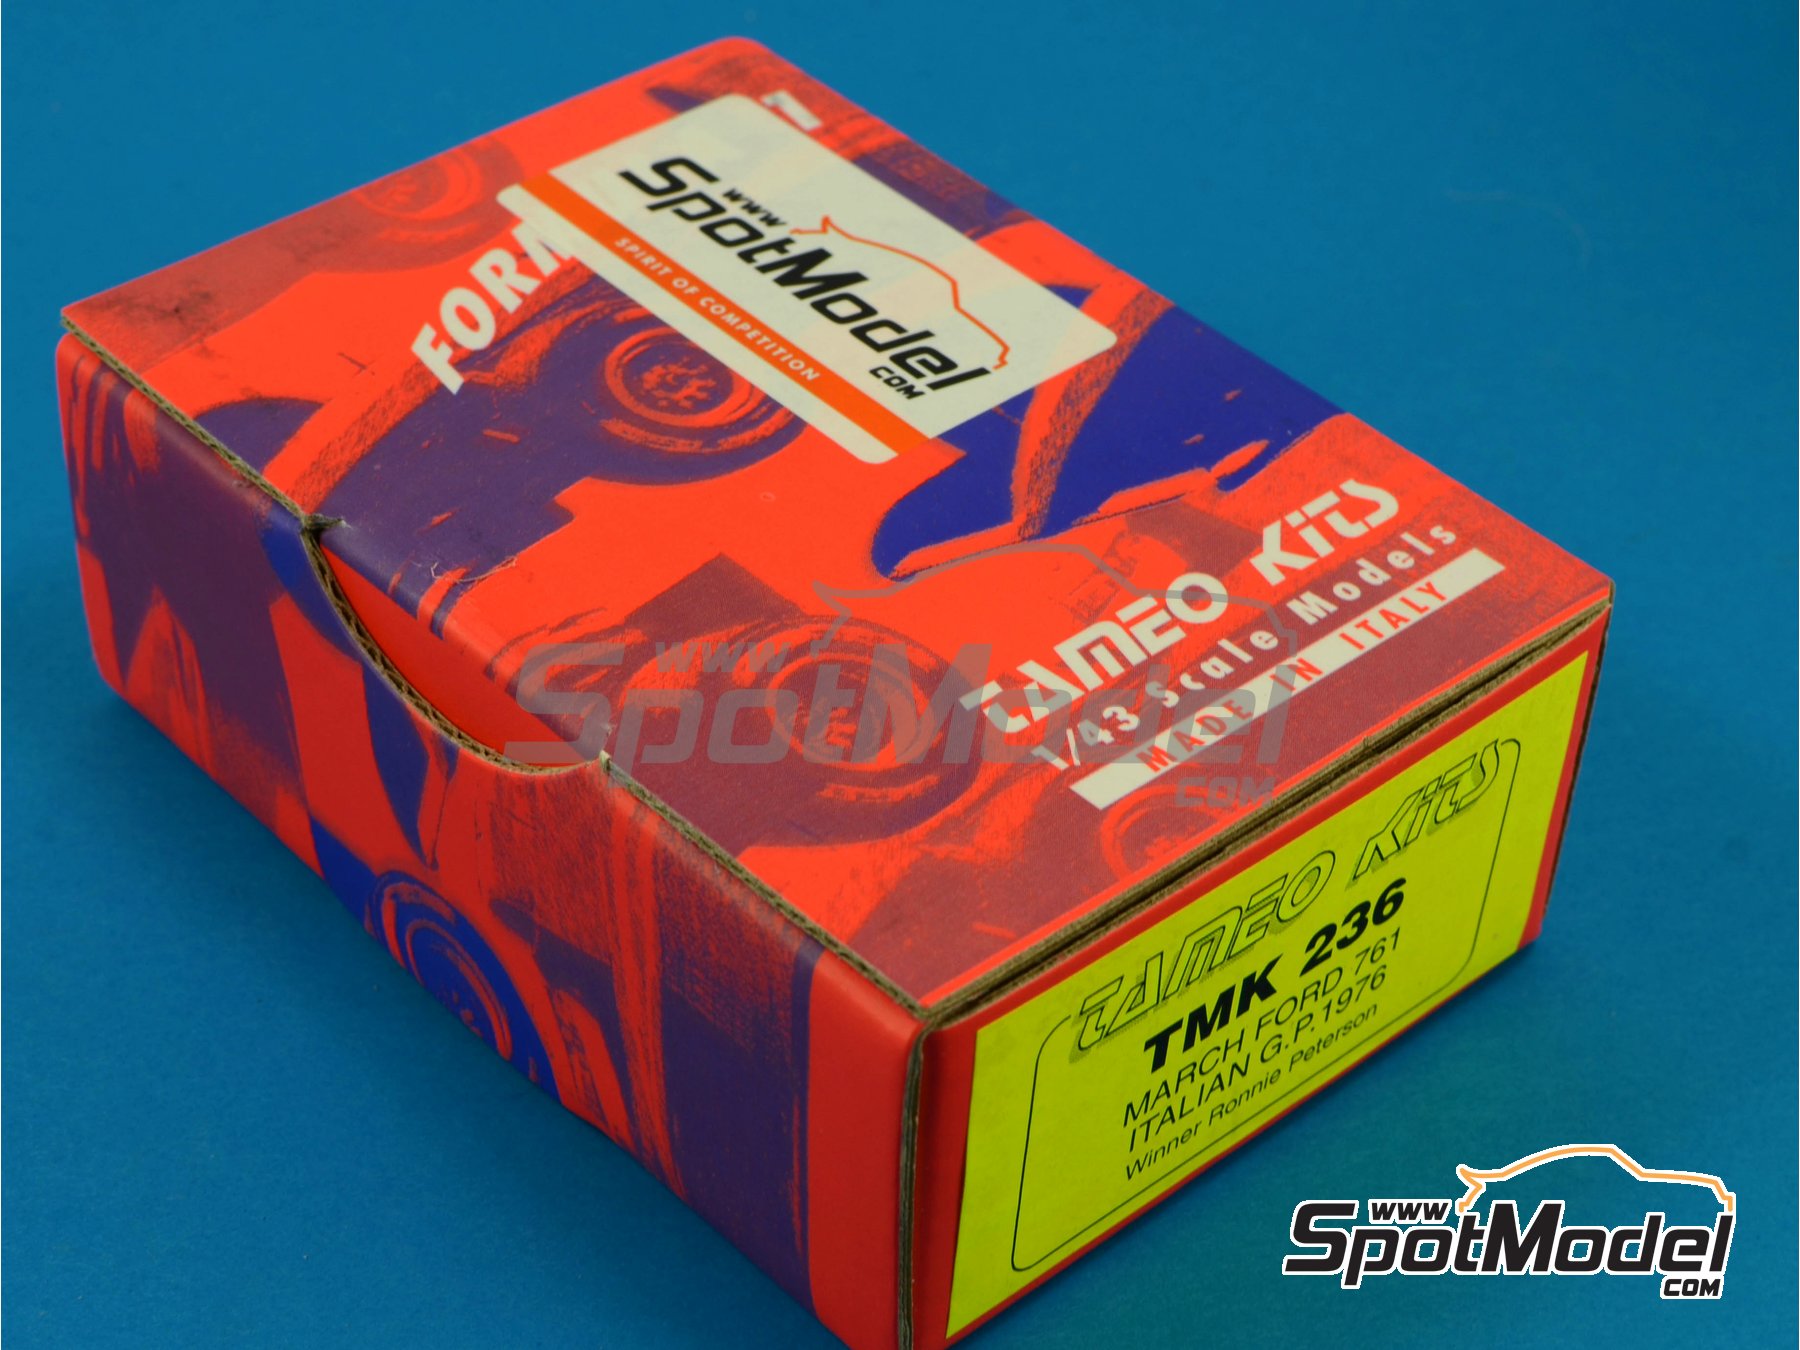 FORM
www
SpotModel
.COM
SPIRIT OF COMPETITION
TAMEO KiTS
1/43 Scale Models
MADE IN ITALY
TAMEO KiTS
TMK 236
MARCH FORD 761
ITALIAN G.P. 1976
Winner Ronnie Peterson
www
SpotModel
.COM
www
SpotModel
.COM